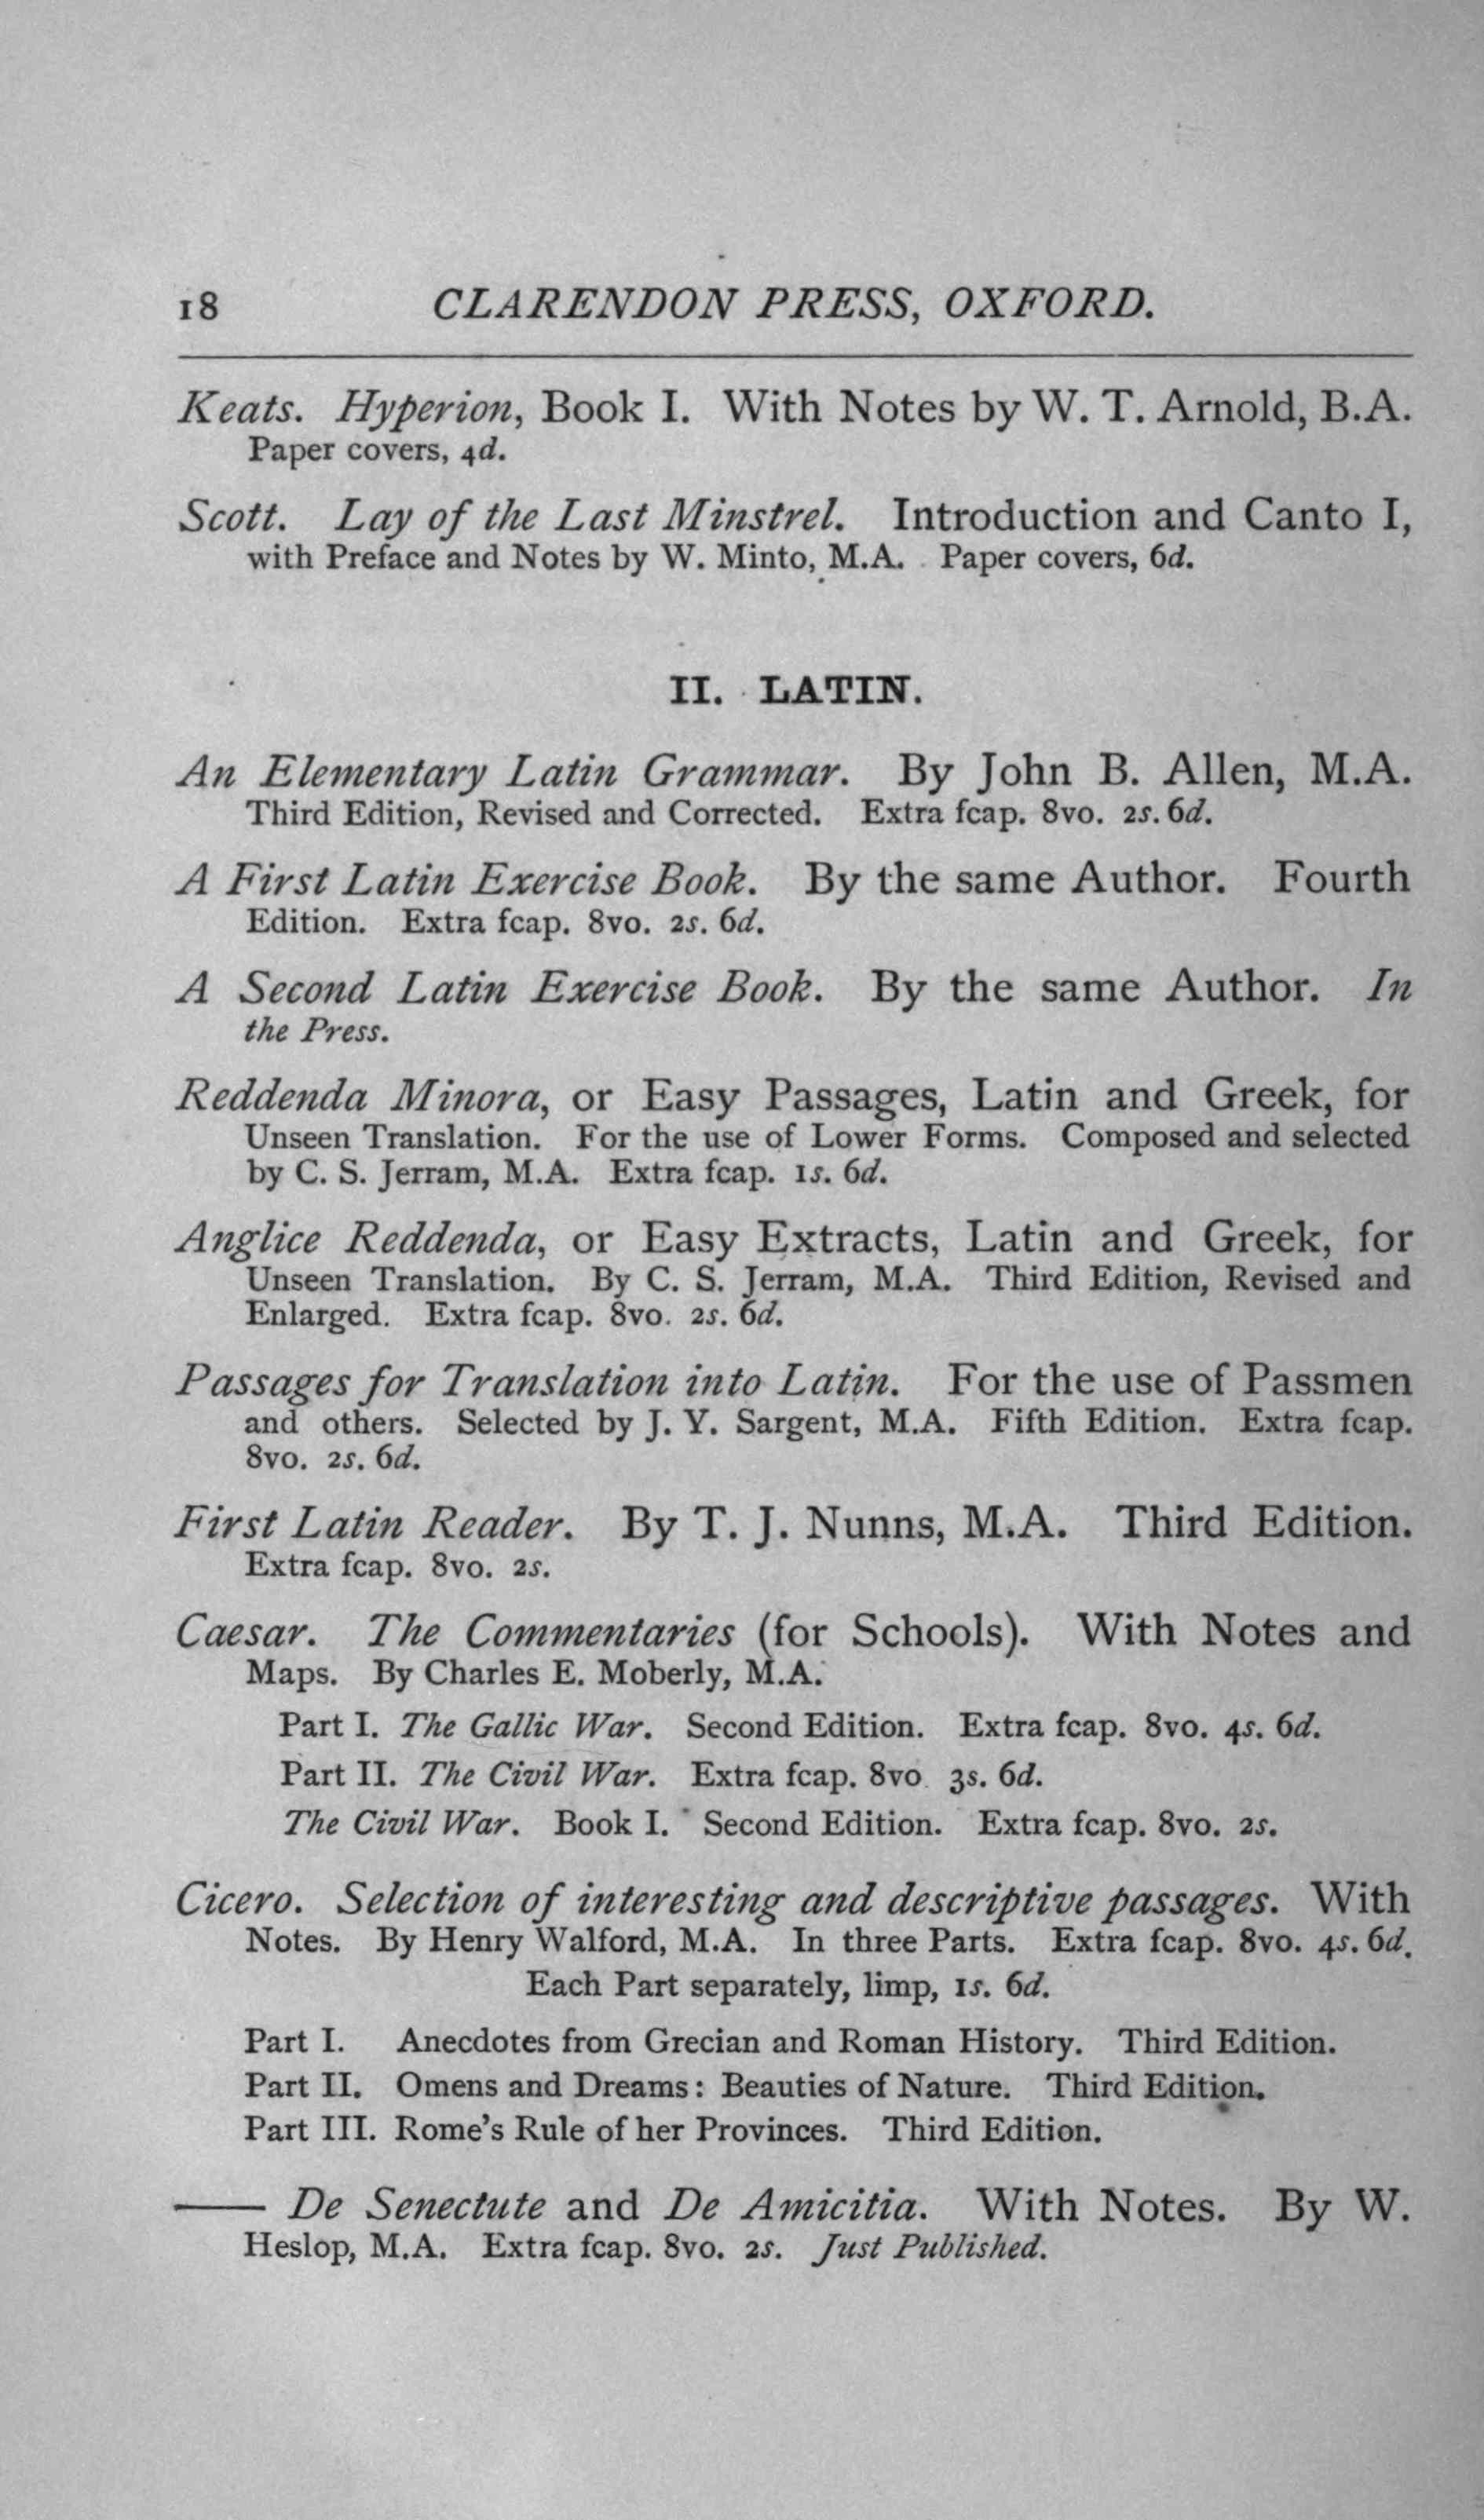 18 CLARENDON PRESS, OXFORD.
Keats. Hyperion, Book I. With Notes by W. T. Arnold, B.A.
Paper covers, 4d.
Scott. Lay of the Last Minstrel. Introduction and Canto I,
with Preface and Notes by W. Minto, M.A. Paper covers, 6d.
II. LATIN.
An Elementary Latin Grammar. By John B. Allen, M.A.
Third Edition, Revised and Corrected. Extra fcap. 8vo. 2s. 6d.
A First Latin Exercise Book. By the same Author. Fourth
Edition. Extra fcap. 8vo. 2s. 6d.
A Second Latin Exercise Book. By the same Author. In
the Press.
Reddenda Minora, or Easy Passages, Latin and Greek, for
Unseen Translation. For the use of Lower Forms. Composed and selected
by C. S. Jerram, M.A. Extra fcap. 1s. 6d.
Anglice Reddenda, or Easy Extracts, Latin and Greek, for
Unseen Translation. By C. S. Jerram, M.A. Third Edition, Revised and
Enlarged. Extra fcap. 8vo. 2s. 6d.
Passages for Translation into Latin. For the use of Passmen
and others. Selected by J. Y. Sargent, M.A. Fifth Edition. Extra fcap.
8vo. 2s. 6d.
First Latin Reader. By T. J. Nunns, M.A. Third Edition.
Extra fcap. 8vo. 2s.
Caesar. The Commentaries (for Schools). With Notes and
Maps. By Charles E. Moberly, M.A.
Part I. The Gallic War. Second Edition. Extra fcap. 8vo. 4s. 6d.
Part II. The Civil War. Extra fcap. 8vo. 3s. 6d.
The Civil War. Book I. Second Edition. Extra fcap. 8vo. 2s.
Cicero. Selection of interesting and descriptive passages. With
Notes. By Henry Walford, M.A. In three Parts. Extra fcap. 8vo. 4s. 6d.
Each Part separately, limp, 1s. 6d.
Part I. Anecdotes from Grecian and Roman History. Third Edition.
Part II. Omens and Dreams: Beauties of Nature. Third Edition.
Part III. Rome's Rule of her Provinces. Third Edition.
—— De Senectute and De Amicitia. With Notes. By W.
Heslop, M.A. Extra fcap. 8vo. 2s. Just Published.